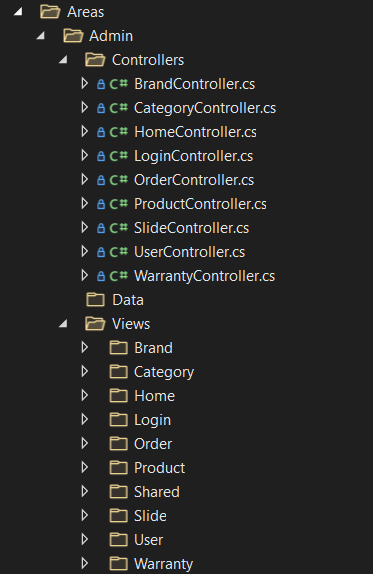 Areas
Admin
Controllers
C# BrandController.cs
C# CategoryController.cs
C# HomeController.cs
C# LoginController.cs
C# OrderController.cs
C# ProductController.cs
C# SlideController.cs
C# UserController.cs
C# WarrantyController.cs
Data
Views
Brand
Category
Home
Login
Order
Product
Shared
Slide
User
Warranty